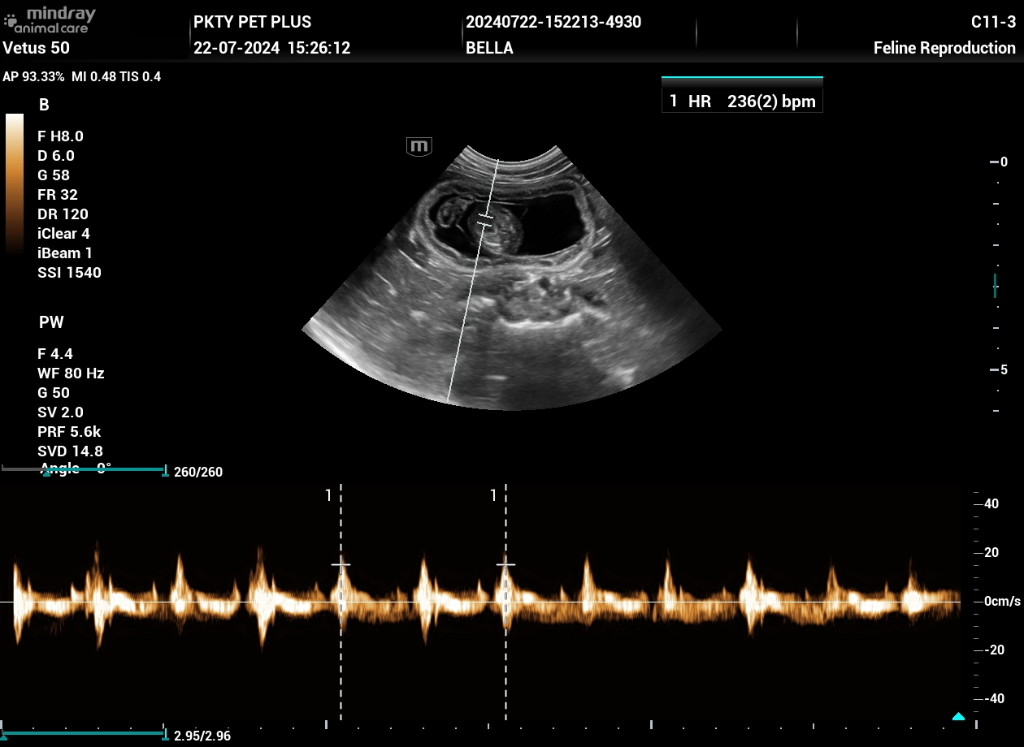 mindray
animalcare
PKTY PET PLUS
20240722-152213-4930
C11-3
Vetus 50
22-07-2024 15:26:12
BELLA
Feline Reproduction
AP 93.33% MI 0.48 TIS 0.4
B
1 HR 236(2) bpm
F H8.0
D 6.0
G 58
FR 32
DR 120
iClear 4
iBeam 1
SSI 1540
m
0
5
PW
F 4.4
WF 80 Hz
G 50
SV 2.0
PRF 5.6k
SVD 14.8
Angle 0°
260/260
1
1
40
20
0cm/s
-20
-40
2.95/2.96